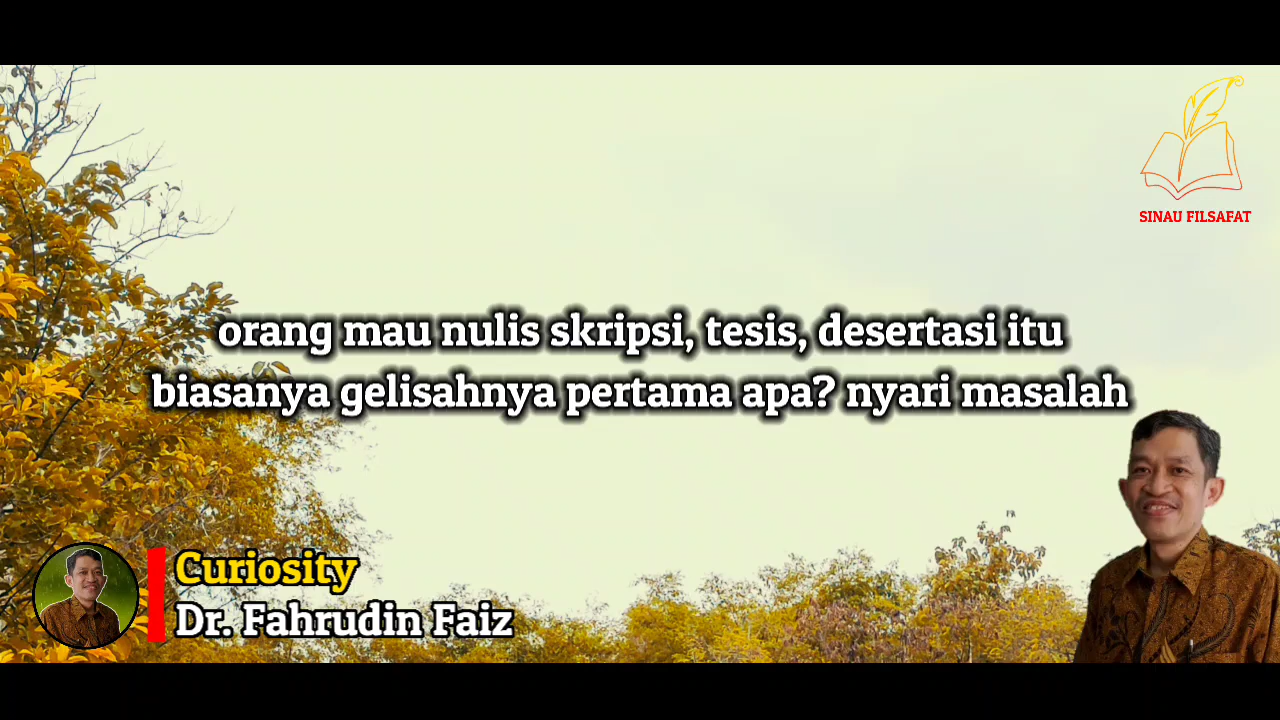 SINAU FILSAFAT
orang mau nulis skripsi, tesis, desertasi itu
biasanya gelisahnya pertama apa? nyari masalah
Curiosity
Dr. Fahrudin Faiz